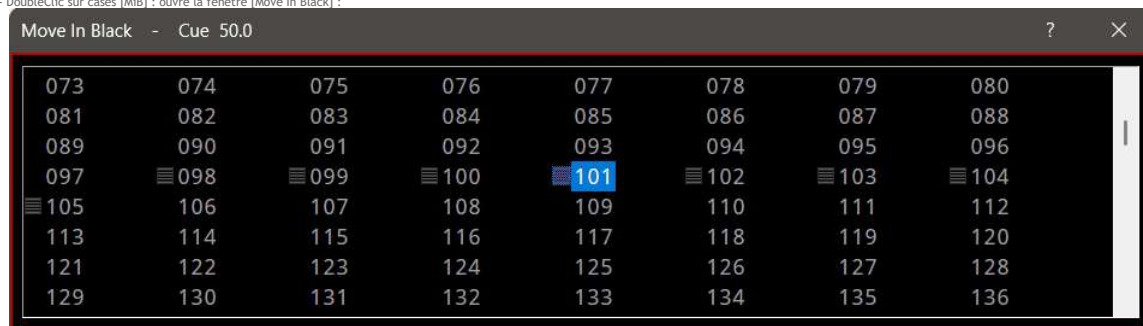 - DoubleClic sur cases [MiB] : ouvre la fenêtre [Move In Black] :
Move In Black - Cue 50.0 ? ×
073 074 075 076 077 078 079 080
081 082 083 084 085 086 087 088
089 090 091 092 093 094 095 096
097 098 099 100 101 102 103 104
105 106 107 108 109 110 111 112
113 114 115 116 117 118 119 120
121 122 123 124 125 126 127 128
129 130 131 132 133 134 135 136